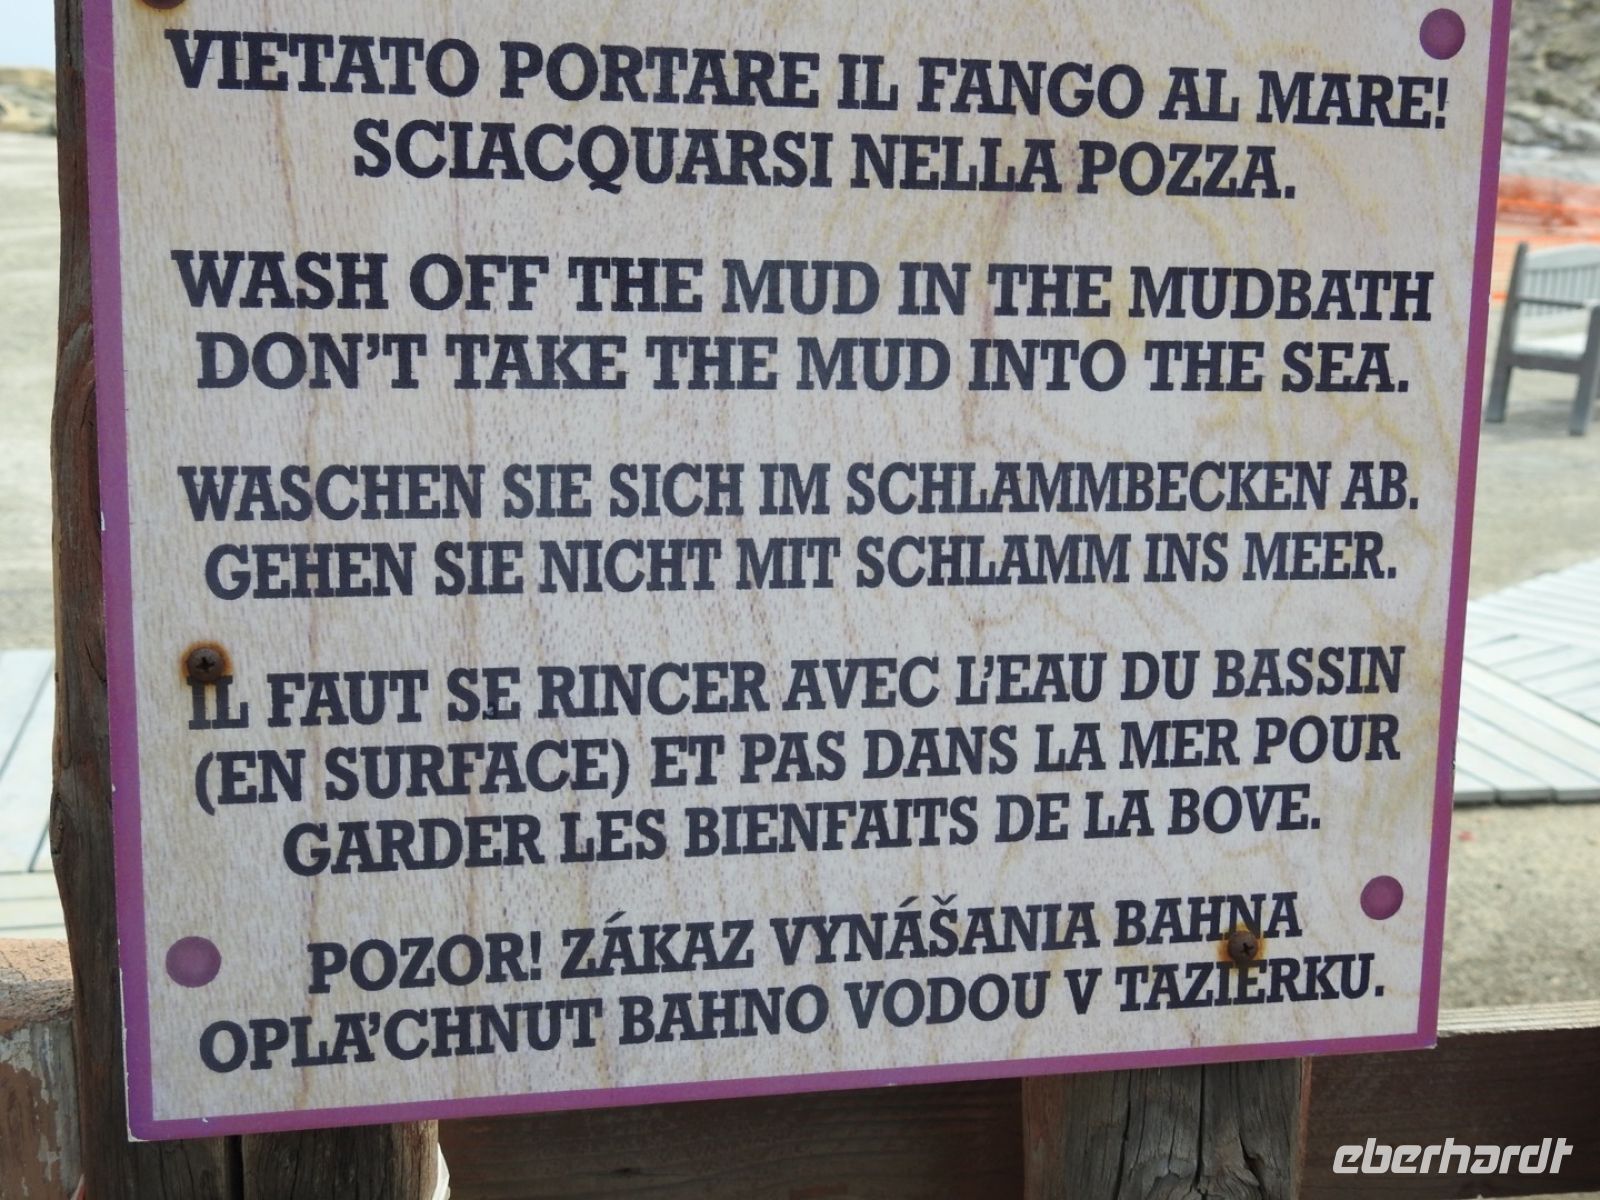 VIETATO PORTARE IL FANGO AL MARE!
SCIACQUARSI NELLA POZZA.
WASH OFF THE MUD IN THE MUDBATH
DON'T TAKE THE MUD INTO THE SEA.
WASCHEN SIE SICH IM SCHLAMMBECKEN AB.
GEHEN SIE NICHT MIT SCHLAMM INS MEER.
IL FAUT SE RINCER AVEC L'EAU DU BASSIN
(EN SURFACE) ET PAS DANS LA MER POUR
GARDER LES BIENFAITS DE LA BOVE.
POZOR! ZÁKAZ VYNÁŠANIA BAHNA
OPLA'CHNUT BAHNO VODOU V TAZIERKU.
eberhardt